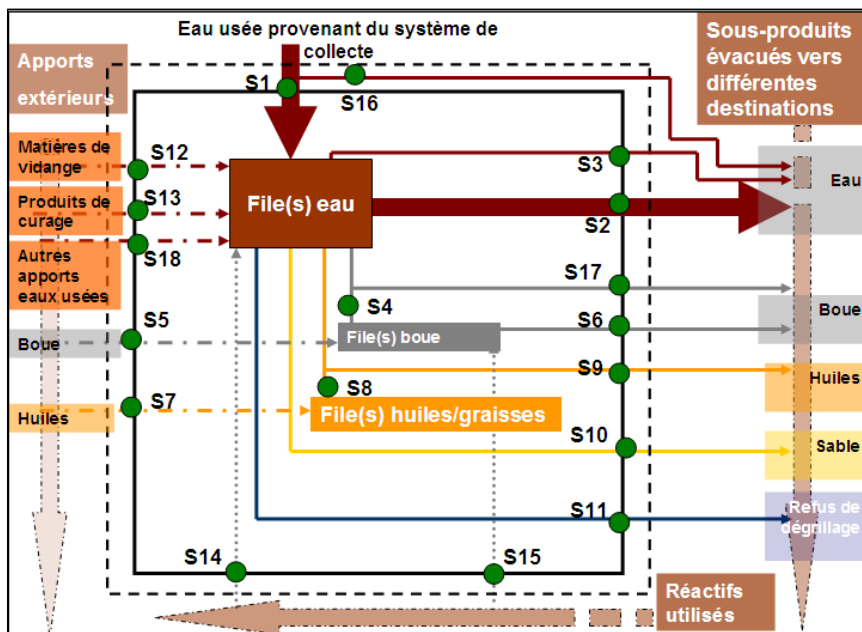 Eau usée provenant du système de
collecte
Apports
extérieurs
Sous-produits
évacués vers
différentes
destinations
S1
S16
Matières de
vidange
S12
S3
Eau
File(s) eau
Produits de
curage
S13
S2
S18
Autres
apports
eaux usées
S17
S4
S5
S6
Boue
Boue
File(s) boue
S9
Huiles
S7
S8
Huiles
File(s) huiles/graisses
S10
Sable
S11
Refus de
dégrillage
S14
S15
Réactifs
utilisés